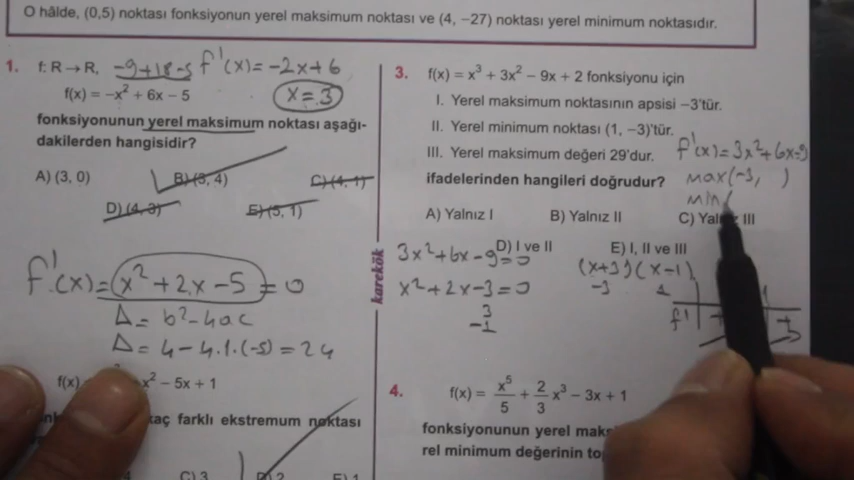 O hâlde, (0,5) noktası fonksiyonun yerel maksimum noktası ve (4, −27) noktası yerel minimum noktasıdır.
1. f: R → R, −9+18−5 f'(x)=−2x+6
f(x) = −x² + 6x − 5 x=3
fonksiyonunun yerel maksimum noktası aşağı-
dakilerden hangisidir?
A) (3, 0) B) (3, 4) C) (4, 1)
D) (4, 3) E) (5, 1)
f'(x)=(x²+2x−5)=0
Δ= b²−4ac
Δ= 4−4.1.(−5)=24
f(x) x² − 5x + 1
kaç farklı ekstremum noktası
C) 3 D) 2 E) 1
karekök
3. f(x) = x³ + 3x² − 9x + 2 fonksiyonu için
I. Yerel maksimum noktasının apsisi −3'tür.
II. Yerel minimum noktası (1, −3)'tür.
III. Yerel maksimum değeri 29'dur.
f'(x)=3x²+6x−9
ifadelerinden hangileri doğrudur?
max(−3, )
min(
A) Yalnız I B) Yalnız II C) Yalnız III
D) I ve II E) I, II ve III
3x²+6x−9=0 (x+3)(x−1)
−3 1
x²+2x−3=0
3
−1
f' + +
4. f(x) = x⁵/5 + 2/3 x³ − 3x + 1
fonksiyonunun yerel
rel minimum değerinin